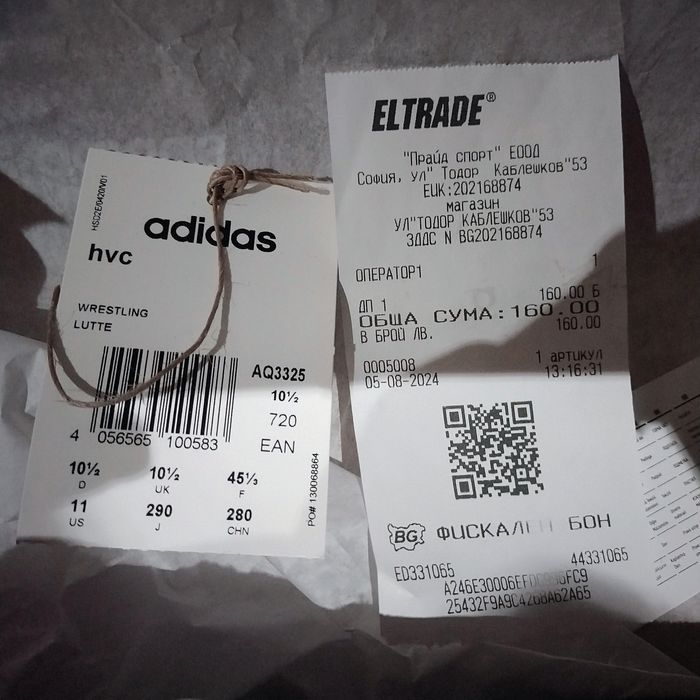 HSD2E/0420/V01
adidas
hvc
WRESTLING
LUTTE
AQ3325
10½
720
EAN
4 056565 100583
10½ 10½ 45⅓
D UK F
11 290 280
US J CHN
PO# 130068864
ELTRADE®
"Прайд спорт" ЕООД
София, ул" Тодор Каблешков"53
ЕИК:202168874
магазин
УЛ"ТОДОР КАБЛЕШКОВ"53
ЗДДС N BG202168874
ОПЕРАТОР1 1
ДП 1 160.00 Б
ОБЩА СУМА:160.00
В БРОЙ ЛВ. 160.00
0005008 1 артикул
05-08-2024 13:16:31
BG ФИСКАЛЕН БОН
ED331065 44331065